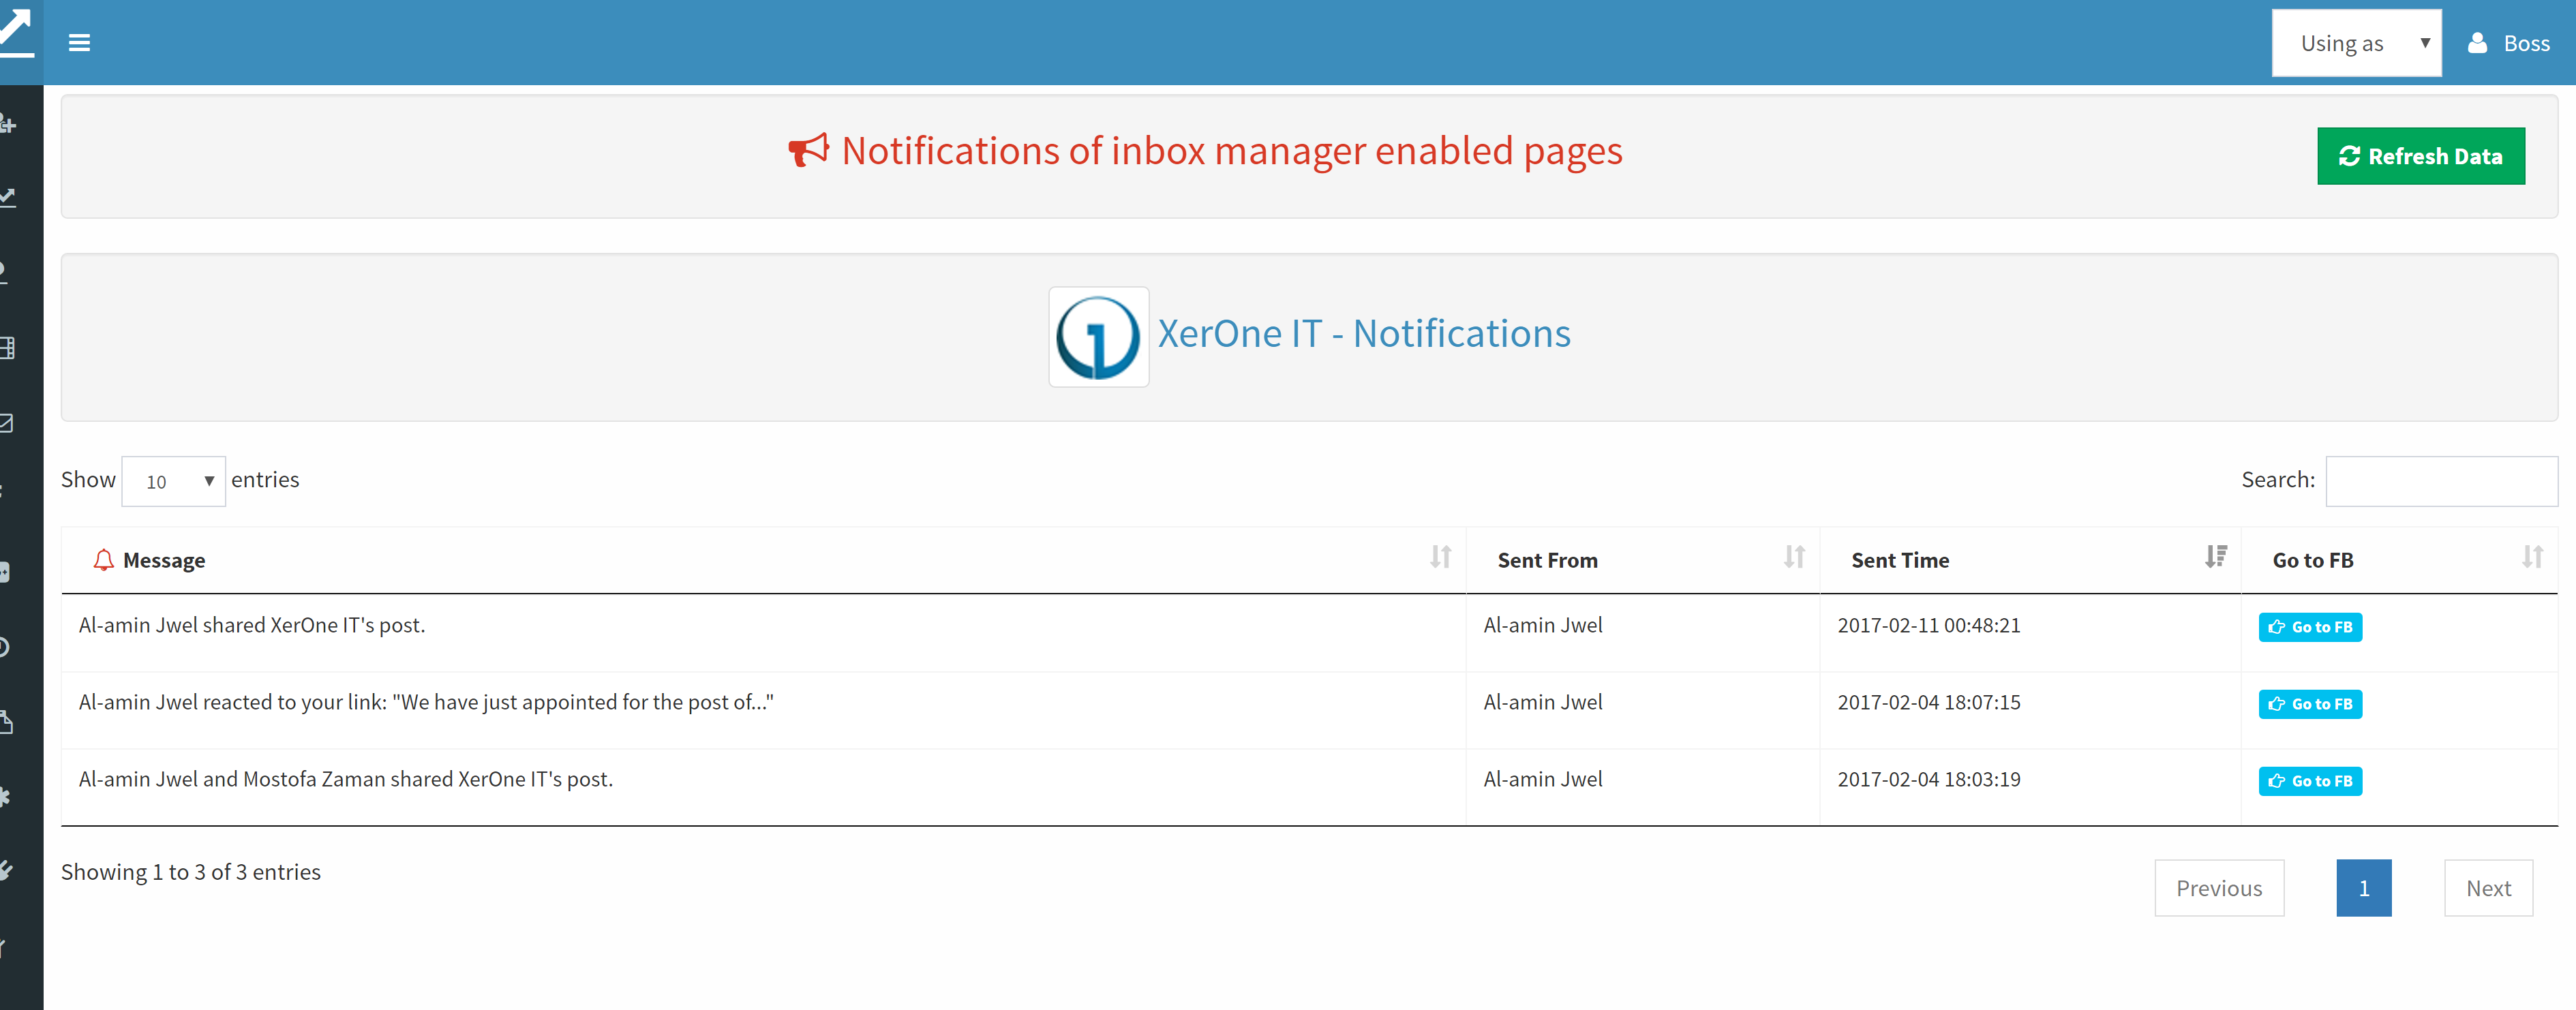 Using as
Boss
Notifications of inbox manager enabled pages
Refresh Data
XerOne IT - Notifications
Show 10 entries
Search:
Message Sent From Sent Time Go to FB
Al-amin Jwel shared XerOne IT's post. Al-amin Jwel 2017-02-11 00:48:21 Go to FB
Al-amin Jwel reacted to your link: "We have just appointed for the post of..." Al-amin Jwel 2017-02-04 18:07:15 Go to FB
Al-amin Jwel and Mostofa Zaman shared XerOne IT's post. Al-amin Jwel 2017-02-04 18:03:19 Go to FB
Showing 1 to 3 of 3 entries
Previous 1 Next